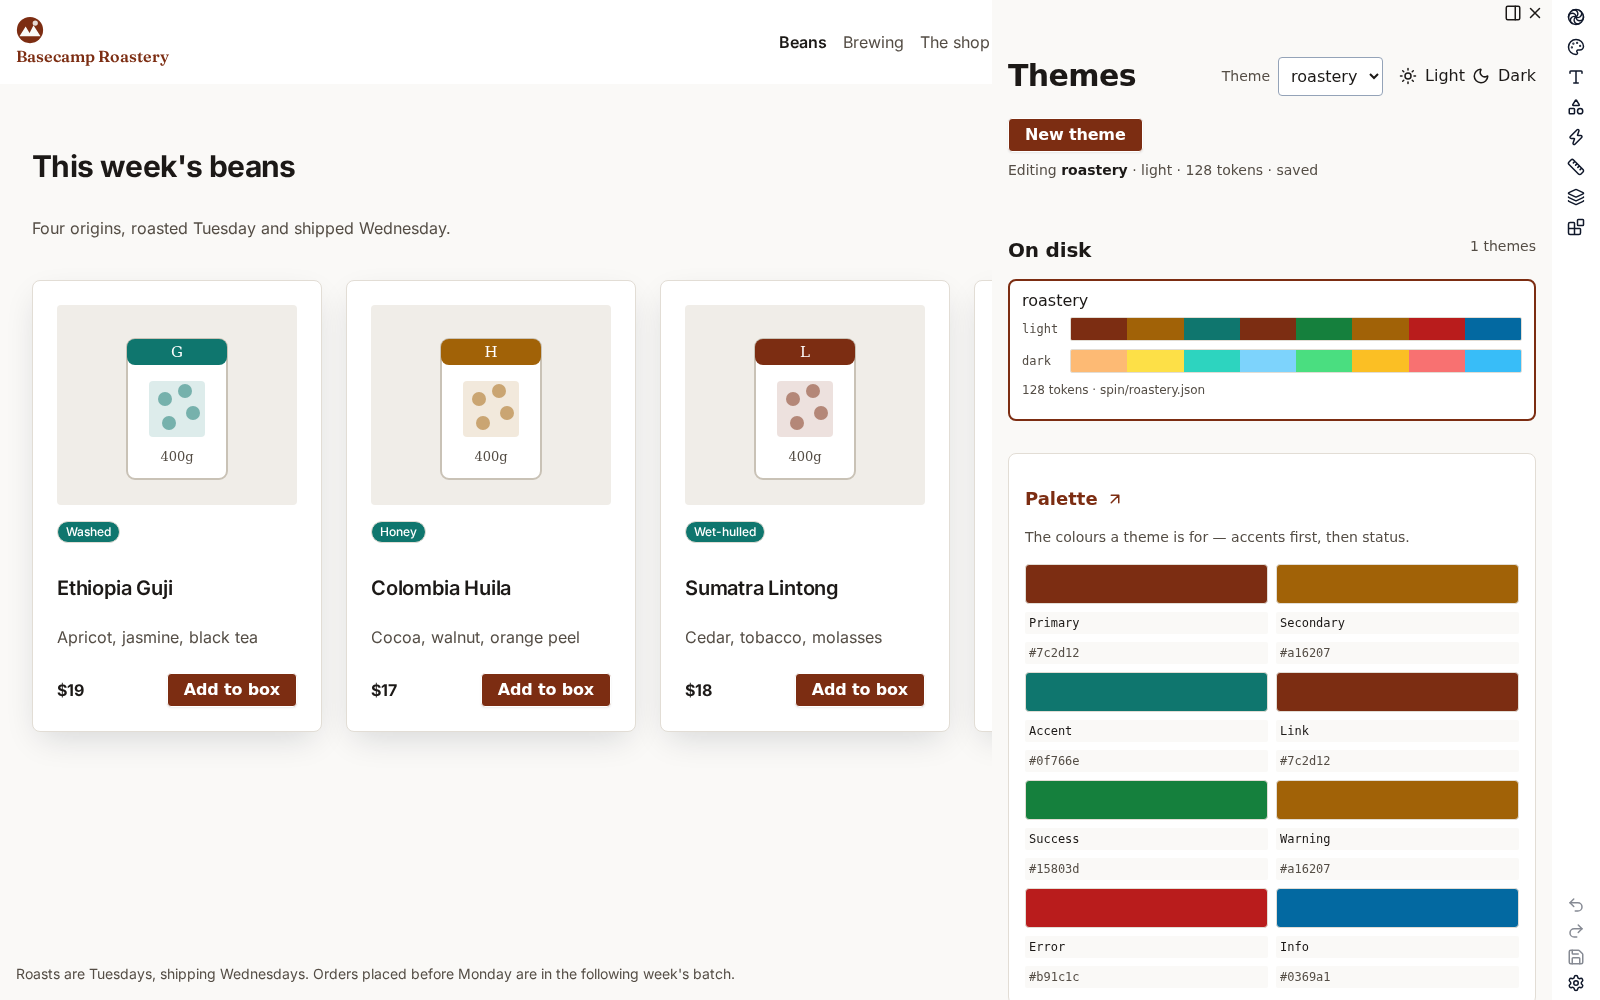 Basecamp Roastery
Beans
Brewing
The shop
This week's beans
Four origins, roasted Tuesday and shipped Wednesday.
G
400g
Washed
Ethiopia Guji
Apricot, jasmine, black tea
$19
Add to box
H
400g
Honey
Colombia Huila
Cocoa, walnut, orange peel
$17
Add to box
L
400g
Wet-hulled
Sumatra Lintong
Cedar, tobacco, molasses
$18
Add to box
Roasts are Tuesdays, shipping Wednesdays. Orders placed before Monday are in the following week's batch.
Themes
Theme
roastery
Light
Dark
New theme
Editing roastery · light · 128 tokens · saved
On disk
1 themes
roastery
light
dark
128 tokens · spin/roastery.json
Palette
The colours a theme is for — accents first, then status.
Primary
#7c2d12
Secondary
#a16207
Accent
#0f766e
Link
#7c2d12
Success
#15803d
Warning
#a16207
Error
#b91c1c
Info
#0369a1